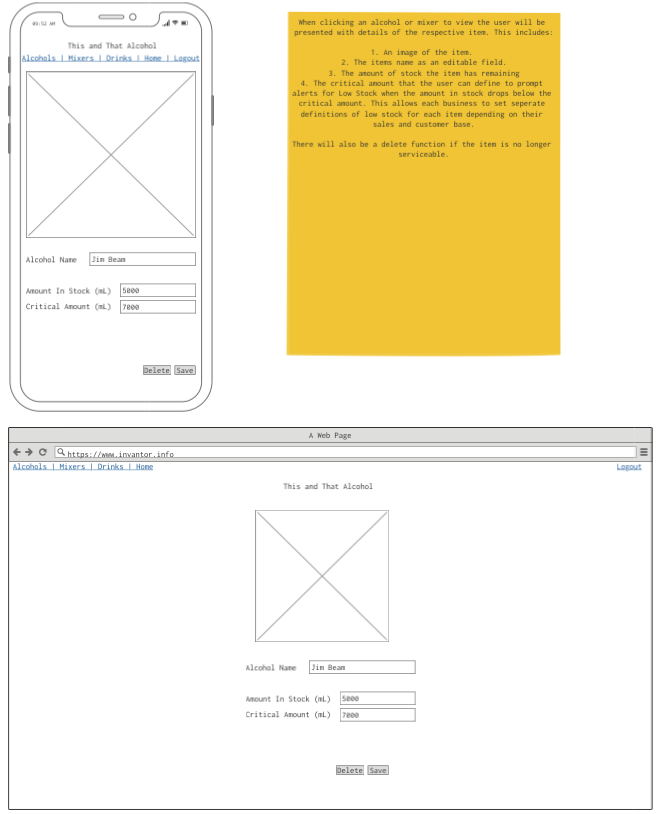 09:52 AM
This and That Alcohol
Alcohols | Mixers | Drinks | Home | Logout
Alcohol Name Jim Beam
Amount In Stock (mL) 5000
Critical Amount (mL) 7000
Delete Save
When clicking an alcohol or mixer to view the user will be
presented with details of the respective item. This includes:
1. An image of the item.
2. The items name as an editable field.
3. The amount of stock the item has remaining
4. The critical amount that the user can define to prompt
alerts for Low Stock when the amount in stock drops below the
critical amount. This allows each business to set seperate
definitions of low stock for each item depending on their
sales and customer base.
There will also be a delete function if the item is no longer
serviceable.
A Web Page
https://www.invantor.info
Alcohols | Mixers | Drinks | Home Logout
This and That Alcohol
Alcohol Name Jim Beam
Amount In Stock (mL) 5000
Critical Amount (mL) 7000
Delete Save